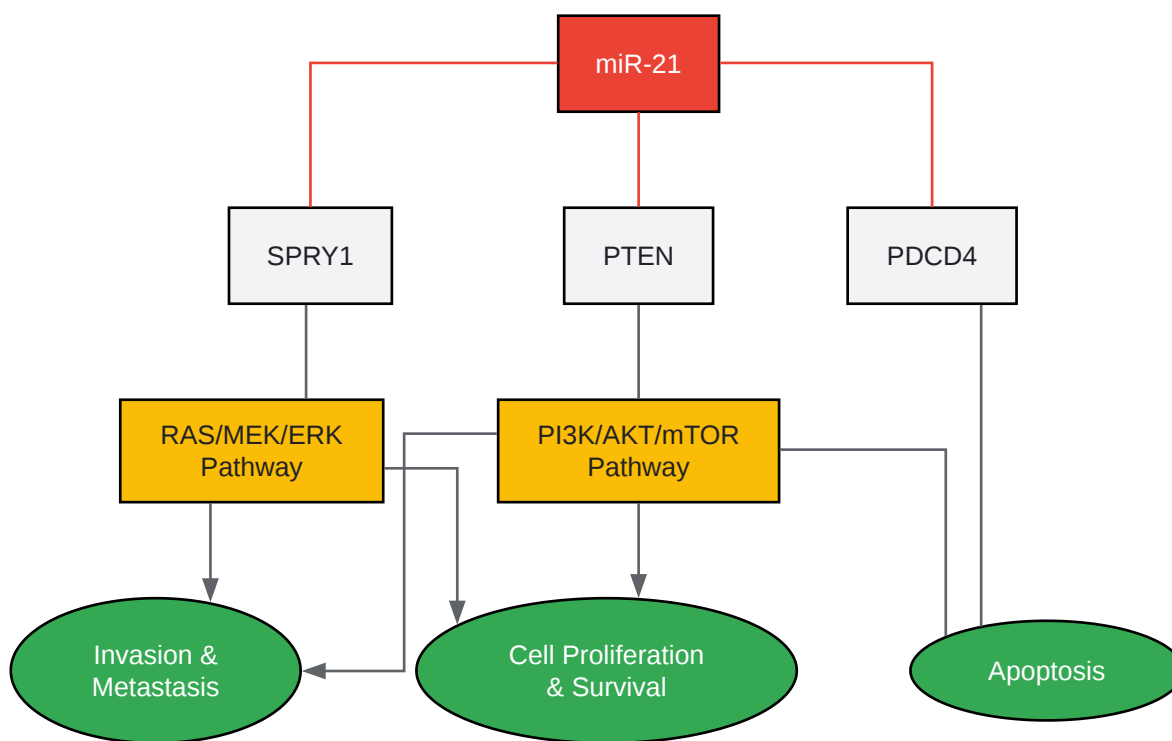 miR-21
SPRY1
PTEN
PDCD4
RAS/MEK/ERK
Pathway
PI3K/AKT/mTOR
Pathway
Invasion &
Metastasis
Cell Proliferation
& Survival
Apoptosis